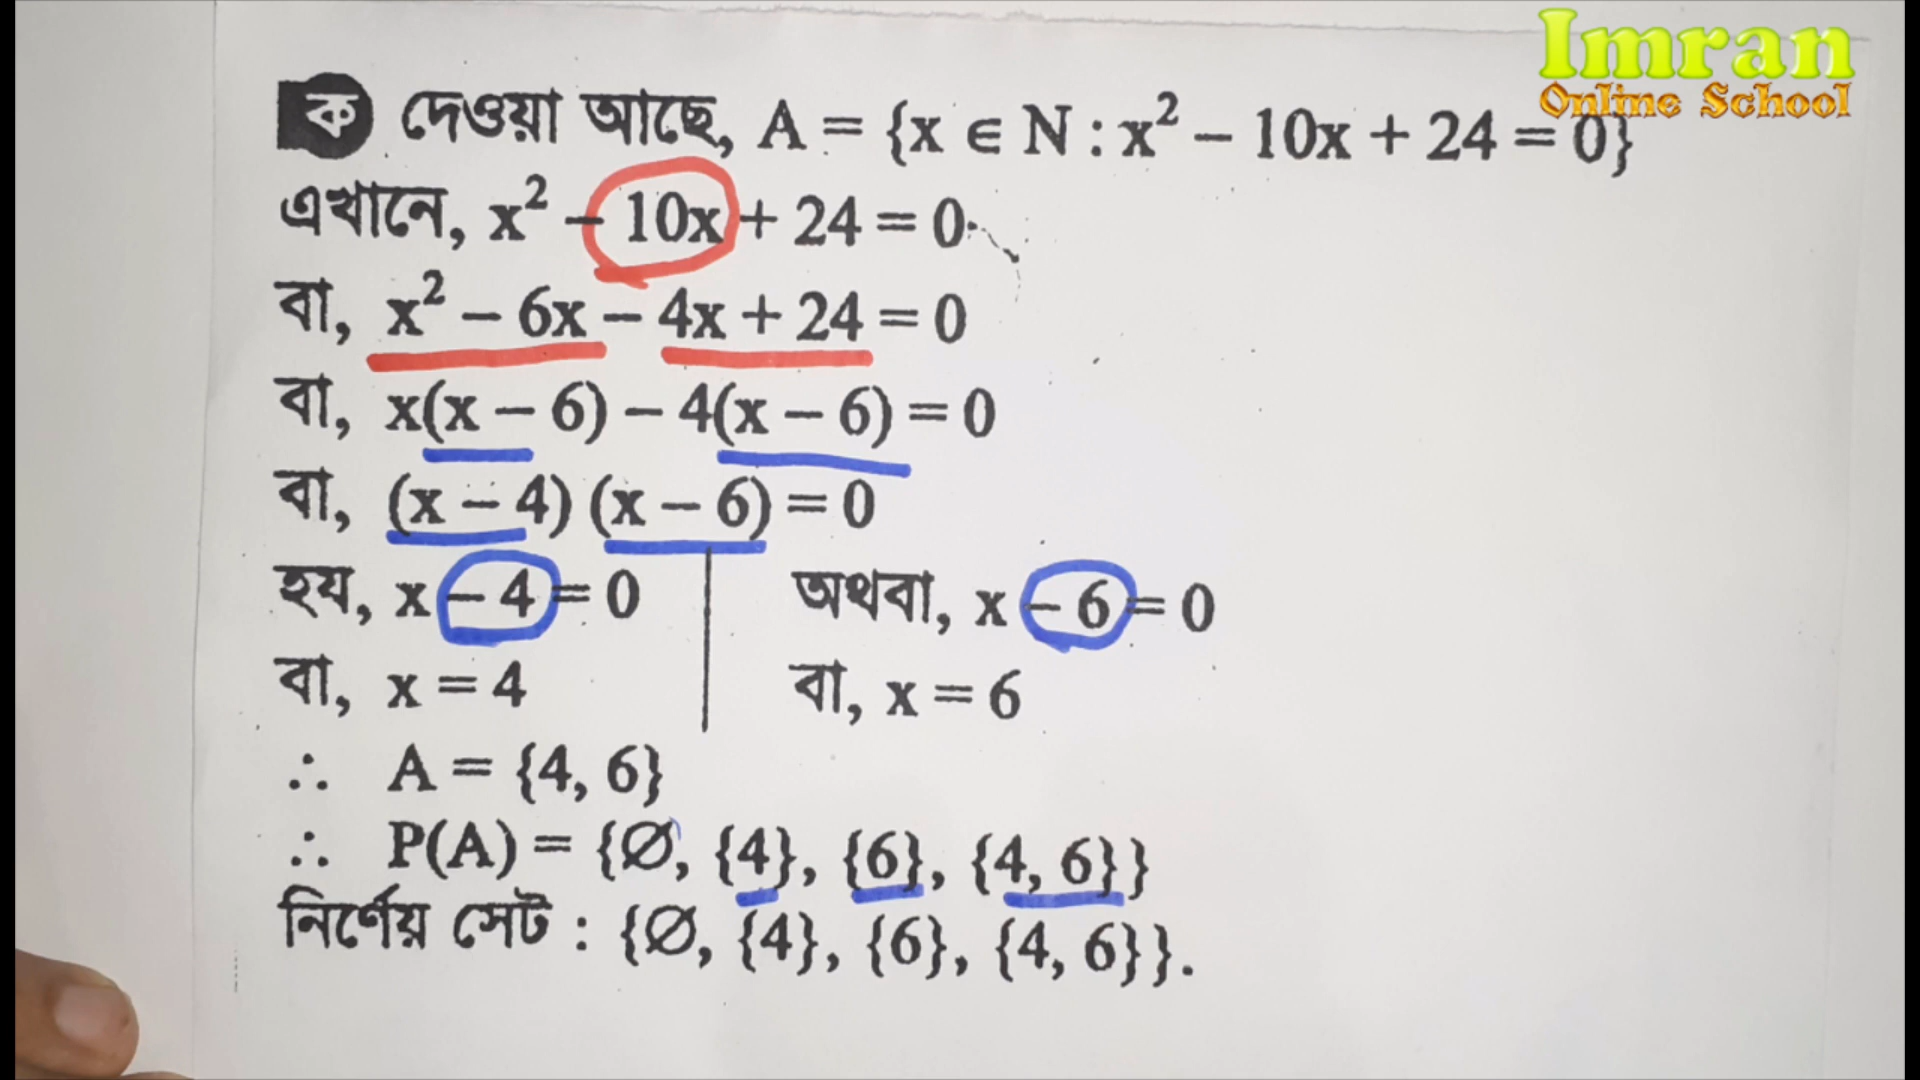 Imran
Online School
ক দেওয়া আছে, A = {x ∈ N : x² – 10x + 24 = 0}
এখানে, x² – 10x + 24 = 0
বা, x² – 6x – 4x + 24 = 0
বা, x(x – 6) – 4(x – 6) = 0
বা, (x – 4) (x – 6) = 0
হয, x – 4 = 0 অথবা, x – 6 = 0
বা, x = 4 বা, x = 6
∴ A = {4, 6}
∴ P(A) = {∅, {4}, {6}, {4, 6}}
নির্ণেয় সেট : {∅, {4}, {6}, {4, 6}}.